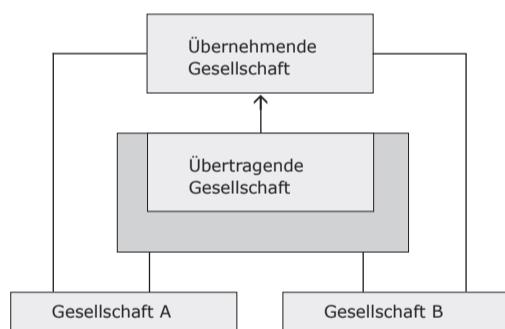 Übernehmende
Gesellschaft
Übertragende
Gesellschaft
Gesellschaft A
Gesellschaft B